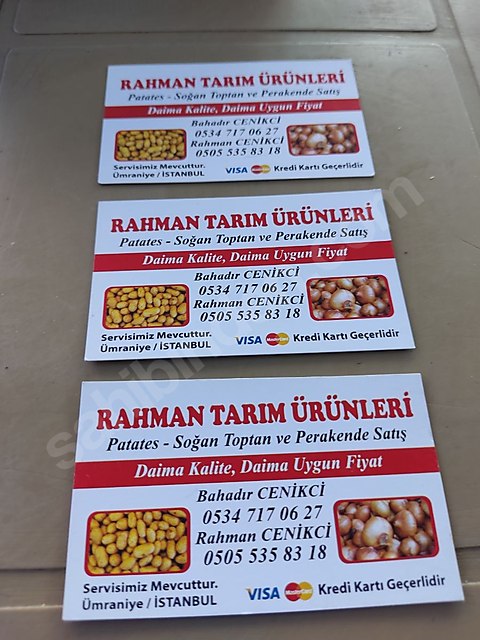 RAHMAN TARIM ÜRÜNLERİ
Patates - Soğan Toptan ve Perakende Satış
Daima Kalite, Daima Uygun Fiyat
Bahadır CENİKCİ
0534 717 06 27
Rahman CENİKCİ
0505 535 83 18
Servisimiz Mevcuttur.
Ümraniye / İSTANBUL
VISA MasterCard Kredi Kartı Geçerlidir
RAHMAN TARIM ÜRÜNLERİ
Patates - Soğan Toptan ve Perakende Satış
Daima Kalite, Daima Uygun Fiyat
Bahadır CENİKCİ
0534 717 06 27
Rahman CENİKCİ
0505 535 83 18
Servisimiz Mevcuttur.
Ümraniye / İSTANBUL
VISA MasterCard Kredi Kartı Geçerlidir
RAHMAN TARIM ÜRÜNLERİ
Patates - Soğan Toptan ve Perakende Satış
Daima Kalite, Daima Uygun Fiyat
Bahadır CENİKCİ
0534 717 06 27
Rahman CENİKCİ
0505 535 83 18
Servisimiz Mevcuttur.
Ümraniye / İSTANBUL
VISA MasterCard Kredi Kartı Geçerlidir